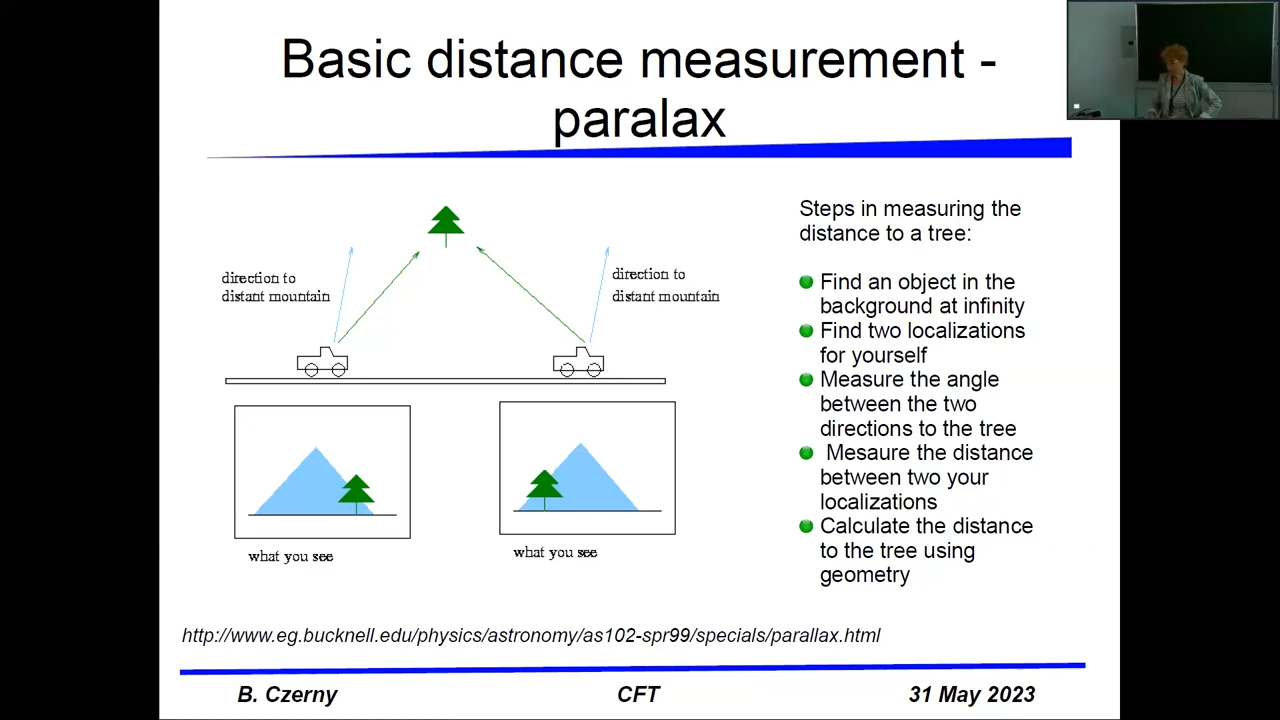 Basic distance measurement -
paralax
direction to
distant mountain
direction to
distant mountain
what you see
what you see
Steps in measuring the
distance to a tree:
Find an object in the
background at infinity
Find two localizations
for yourself
Measure the angle
between the two
directions to the tree
Mesaure the distance
between two your
localizations
Calculate the distance
to the tree using
geometry
http://www.eg.bucknell.edu/physics/astronomy/as102-spr99/specials/parallax.html
B. Czerny
CFT
31 May 2023